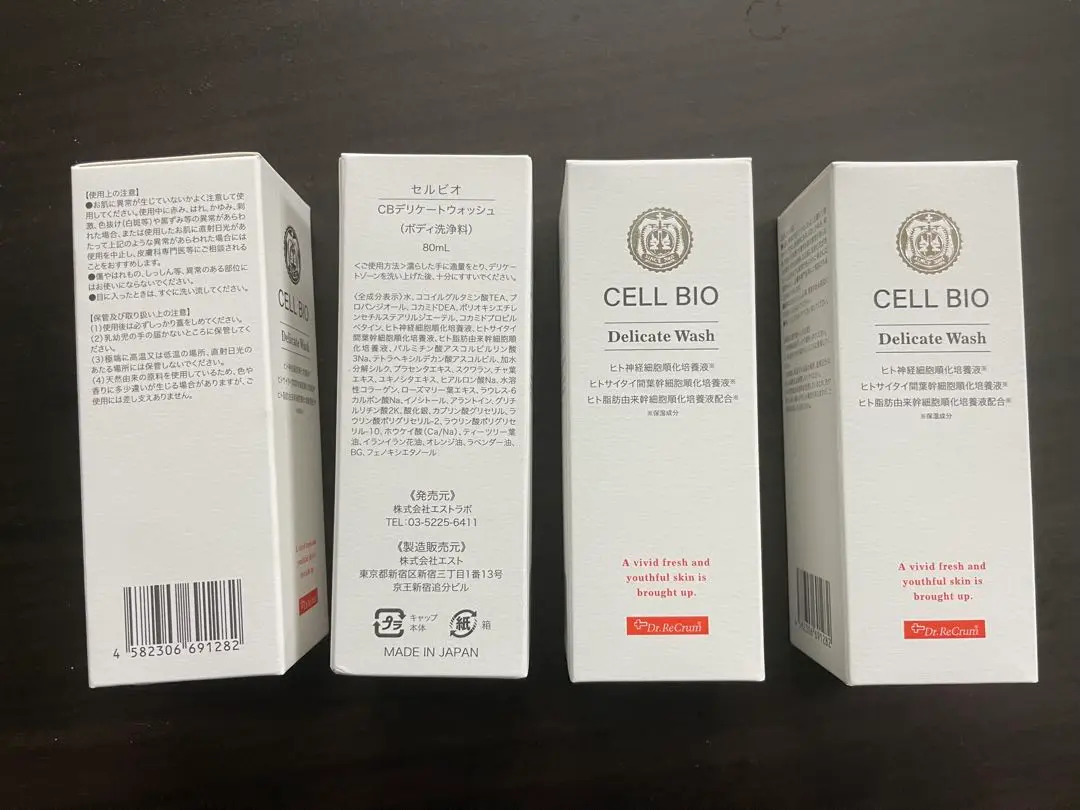 【使用上の注意】
●お肌に異常が生じていないかよく注意して使
用してください。使用中に赤み、はれ、かゆみ、刺
激、色抜け(白斑等)や黒ずみ等の異常があらわ
れた場合、または使用したお肌に直射日光があ
たって上記のような異常があらわれた場合には
使用を中止し、皮膚科専門医等にご相談される
ことをおすすめします。
●傷やはれもの、しっしん等、異常のある部位に
はお使いにならないでください。
●目に入ったときは、すぐに洗い流してください。
【保管及び取り扱い上の注意】
(1)使用後は必ずしっかり蓋をしめてください。
(2)乳幼児の手の届かないところに保管してく
ださい。
(3)極端に高温又は低温の場所、直射日光の
あたる場所には保管しないでください。
(4)天然由来の原料を使用しているため、色や
香りに多少違いが生じる場合がありますが、ご
使用には差し支えありません。
4 582306 691282
CELL BIO
Delicate Wash
Dr.ReCrum
セルビオ
CBデリケートウォッシュ
(ボディ洗浄料)
80mL
<ご使用方法>濡らした手に適量をとり、デリケー
トゾーンを洗い上げた後、十分にすすいでください。
〈全成分表示〉水、ココイルグルタミン酸TEA、プ
ロパンジオール、コカミドDEA、ポリオキシエチレ
ンセチルステアリルジエーテル、コカミドプロピル
ベタイン、ヒト神経細胞順化培養液、ヒトサイタイ
間葉幹細胞順化培養液、ヒト脂肪由来幹細胞順
化培養液、パルミチン酸アスコルビルリン酸
3Na、テトラヘキシルデカン酸アスコルビル、加水
分解シルク、プラセンタエキス、スクワラン、チャ葉
エキス、ユキノシタエキス、ヒアルロン酸Na、水溶
性コラーゲン、ローズマリー葉エキス、ラウレス-6
カルボン酸Na、イノシトール、アラントイン、グリチ
ルリチン酸2K、酸化銀、カプリン酸グリセリル、ラ
ウリン酸ポリグリセリル-2、ラウリン酸ポリグリセ
リル-10、ホウケイ酸(Ca/Na)、ティーツリー葉
油、イランイラン花油、オレンジ油、ラベンダー油、
BG、フェノキシエタノール
《発売元》
株式会社エストラボ
TEL:03-5225-6411
《製造販売元》
株式会社エスト
東京都新宿区新宿三丁目1番13号
京王新宿追分ビル
プラ
キャップ
本体
紙
箱
MADE IN JAPAN
CELL BIO
Delicate Wash
ヒト神経細胞順化培養液※
ヒトサイタイ間葉幹細胞順化培養液※
ヒト脂肪由来幹細胞順化培養液配合※
※保湿成分
A vivid fresh and
youthful skin is
brought up.
Dr.ReCrum
CELL BIO
Delicate Wash
ヒト神経細胞順化培養液※
ヒトサイタイ間葉幹細胞順化培養液※
ヒト脂肪由来幹細胞順化培養液配合※
※保湿成分
A vivid fresh and
youthful skin is
brought up.
Dr.ReCrum